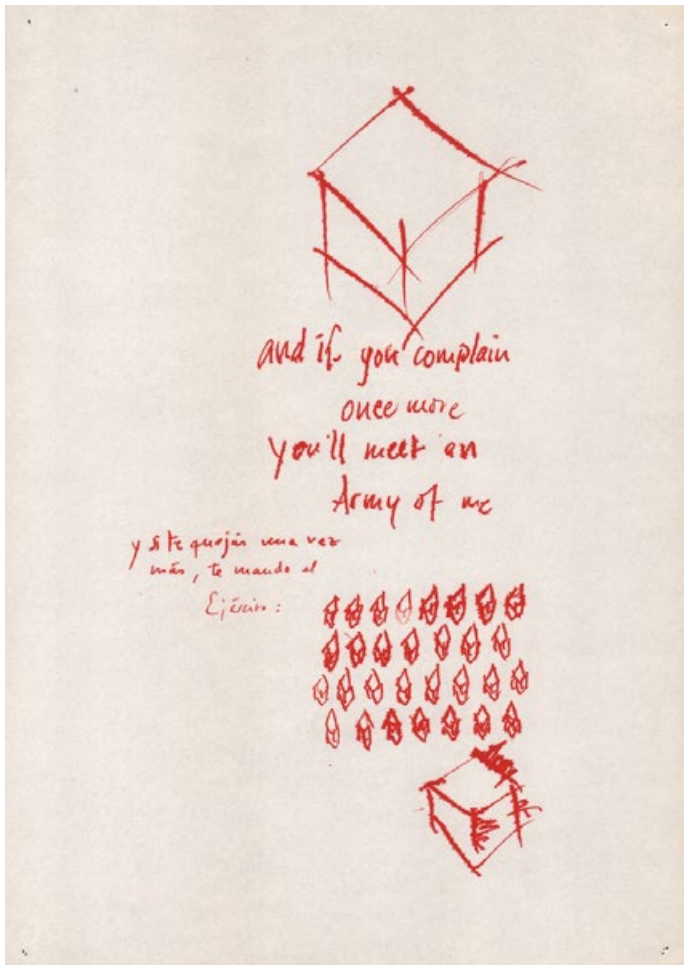 and if you complain
once more
you'll meet an
Army of me
y si te quejás una vez
más, te mando el
Ejército: